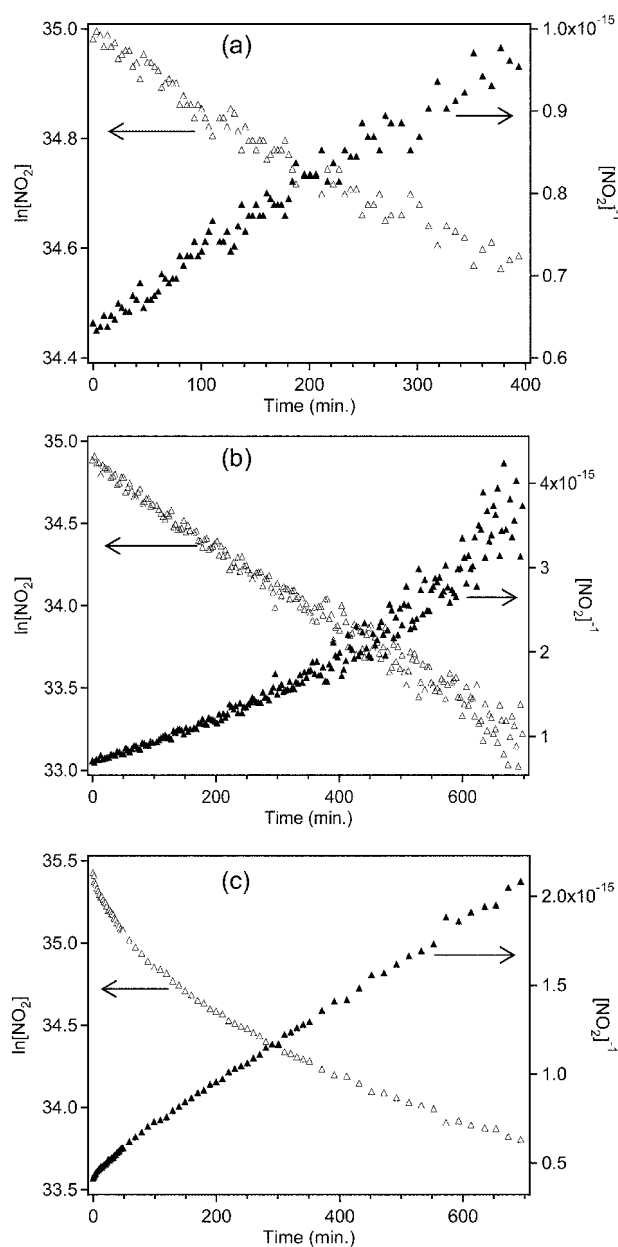 (a)
35.0
34.8
34.6
34.4
ln[NO2]
1.0x10-15
0.9
0.8
0.7
0.6
[NO2]-1
0 100 200 300 400
Time (min.)
(b)
35.0
34.5
34.0
33.5
33.0
ln[NO2]
4x10-15
3
2
1
[NO2]-1
0 200 400 600
Time (min.)
(c)
35.5
35.0
34.5
34.0
33.5
ln[NO2]
2.0x10-15
1.5
1.0
0.5
[NO2]-1
0 200 400 600
Time (min.)